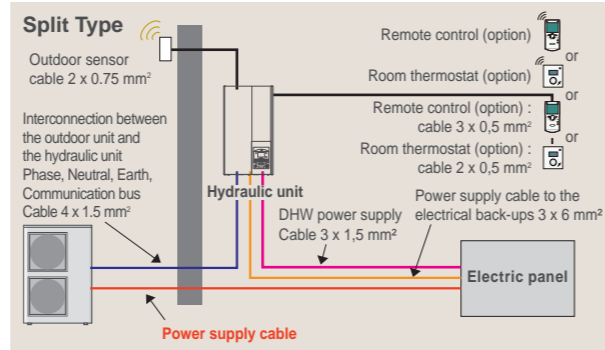 Split Type
Outdoor sensor
cable 2 x 0.75 mm²
Interconnection between
the outdoor unit and
the hydraulic unit
Phase, Neutral, Earth,
Communication bus
Cable 4 x 1.5 mm²
Hydraulic unit
Remote control (option)
or
Room thermostat (option)
or
Remote control (option) :
cable 3 x 0,5 mm²
or
Room thermostat (option) :
cable 2 x 0,5 mm²
DHW power supply
Cable 3 x 1,5 mm²
Power supply cable to the
electrical back-ups 3 x 6 mm²
Electric panel
Power supply cable